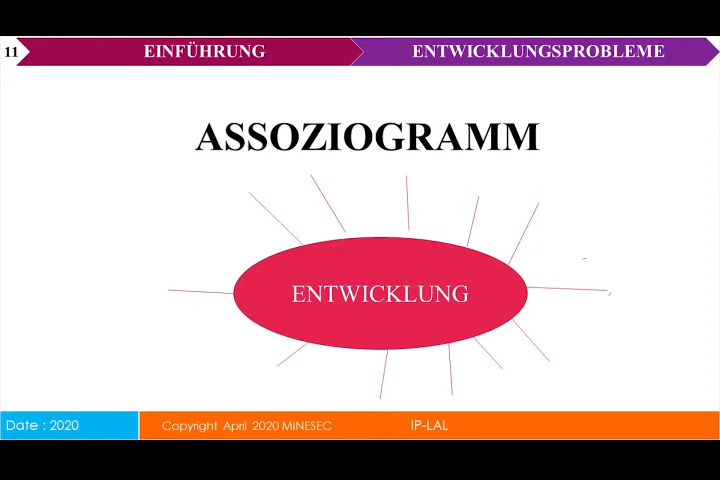 11
EINFÜHRUNG
ENTWICKLUNGSPROBLEME
ASSOZIOGRAMM
ENTWICKLUNG
Date : 2020
Copyright April 2020 MINESEC
IP-LAL